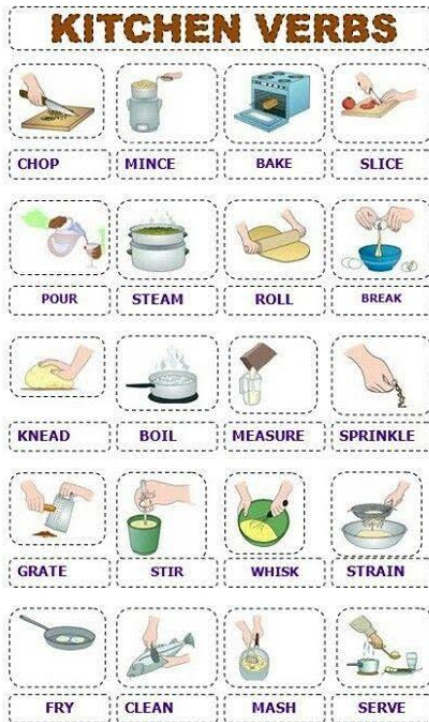 KITCHEN VERBS
CHOP MINCE BAKE SLICE
POUR STEAM ROLL BREAK
KNEAD BOIL MEASURE SPRINKLE
GRATE STIR WHISK STRAIN
FRY CLEAN MASH SERVE